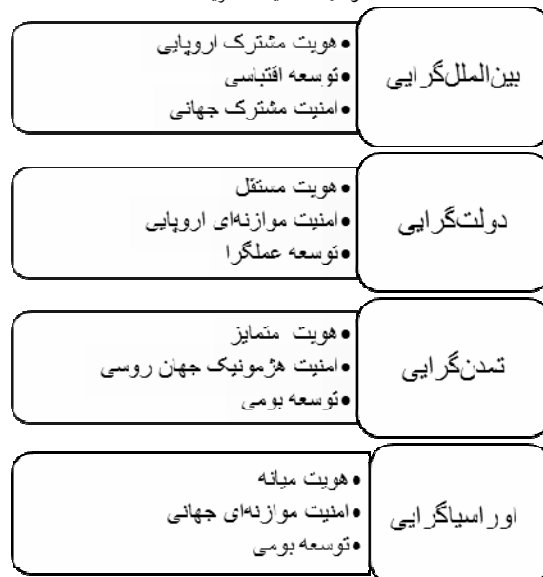 بین‌الملل‌گرایی
• هویت مشترک اروپایی
• توسعه اقتباسی
• امنیت مشترک جهانی
دولت‌گرایی
• هویت مستقل
• امنیت موازنه‌ای اروپایی
• توسعه عملگرا
تمدن‌گرایی
• هویت متمایز
• امنیت هژمونیک جهان روسی
• توسعه بومی
اوراسیاگرایی
• هویت میانه
• امنیت موازنه‌ای جهانی
• توسعه بومی